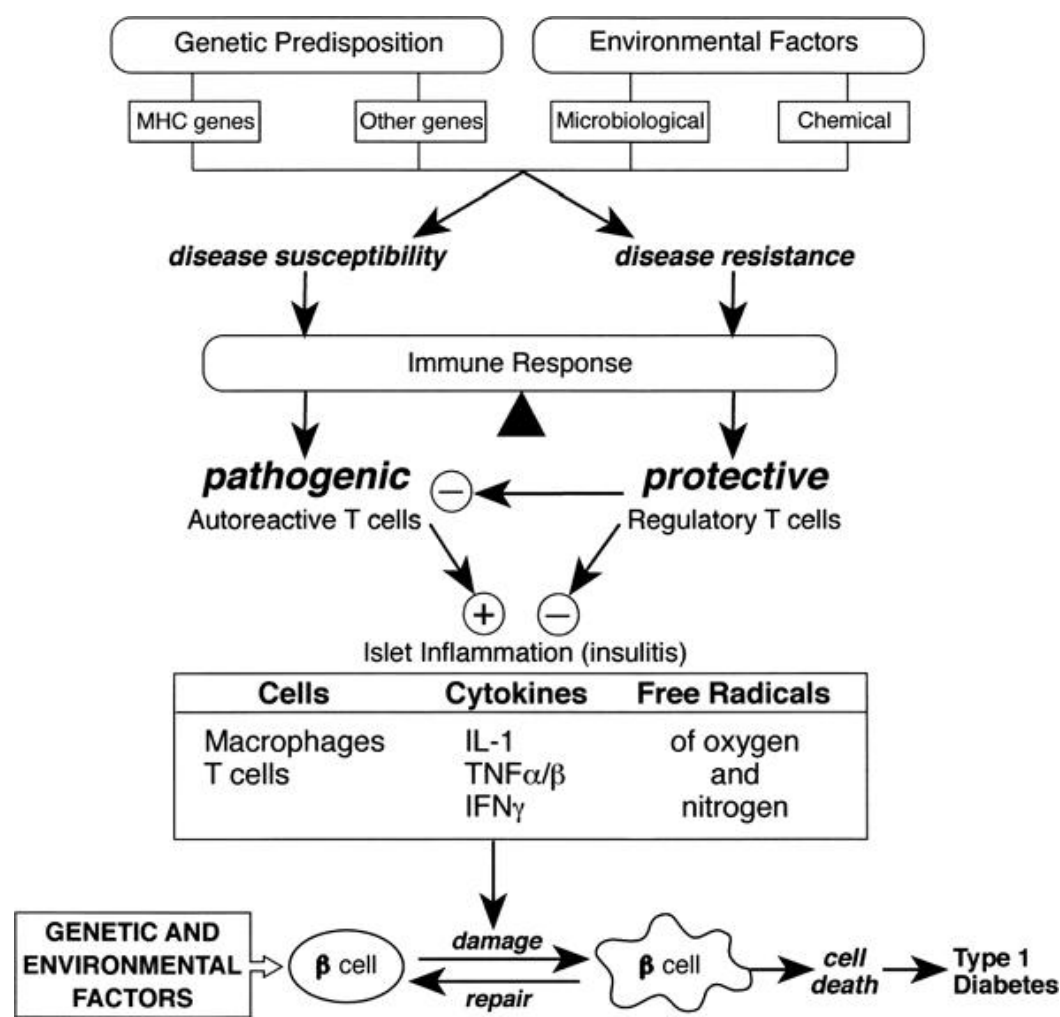 Genetic Predisposition
Environmental Factors
MHC genes
Other genes
Microbiological
Chemical
disease susceptibility
disease resistance
Immune Response
pathogenic
protective
Autoreactive T cells
Regulatory T cells
−
+
−
Islet Inflammation (insulitis)
Cells
Cytokines
Free Radicals
Macrophages
T cells
IL-1
TNFα/β
IFNγ
of oxygen
and
nitrogen
GENETIC AND
ENVIRONMENTAL
FACTORS
β cell
damage
repair
β cell
cell
death
Type 1
Diabetes